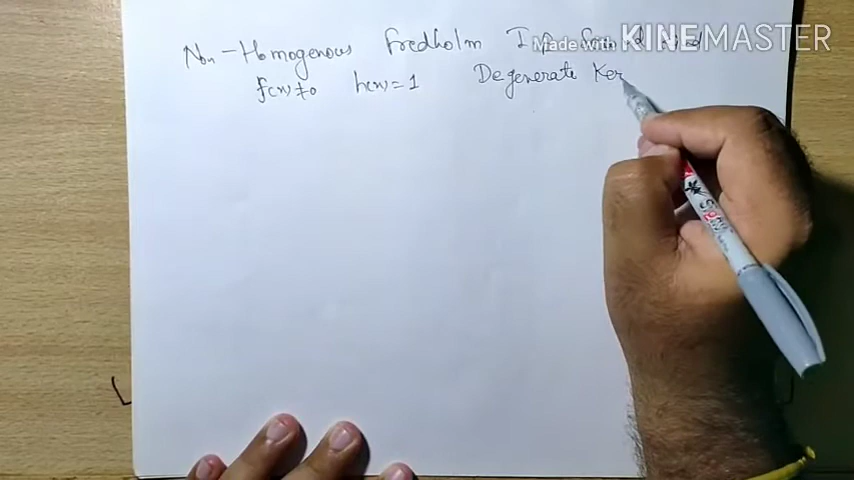 Non-Homogenous Fredholm I
Made With KINEMASTER
f(x)≠0 h(x)=1 Degenerate Ker